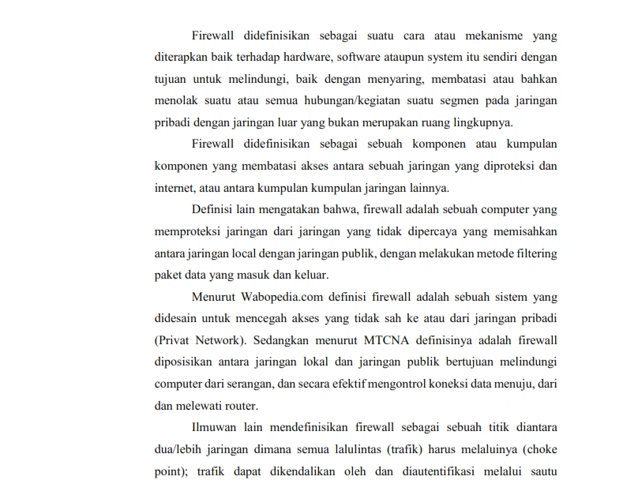 Firewall didefinisikan sebagai suatu cara atau mekanisme yang
diterapkan baik terhadap hardware, software ataupun system itu sendiri dengan
tujuan untuk melindungi, baik dengan menyaring, membatasi atau bahkan
menolak suatu atau semua hubungan/kegiatan suatu segmen pada jaringan
pribadi dengan jaringan luar yang bukan merupakan ruang lingkupnya.
Firewall didefinisikan sebagai sebuah komponen atau kumpulan
komponen yang membatasi akses antara sebuah jaringan yang diproteksi dan
internet, atau antara kumpulan kumpulan jaringan lainnya.
Definisi lain mengatakan bahwa, firewall adalah sebuah computer yang
memproteksi jaringan dari jaringan yang tidak dipercaya yang memisahkan
antara jaringan local dengan jaringan publik, dengan melakukan metode filtering
paket data yang masuk dan keluar.
Menurut Wabopedia.com definisi firewall adalah sebuah sistem yang
didesain untuk mencegah akses yang tidak sah ke atau dari jaringan pribadi
(Privat Network). Sedangkan menurut MTCNA definisinya adalah firewall
diposisikan antara jaringan lokal dan jaringan publik bertujuan melindungi
computer dari serangan, dan secara efektif mengontrol koneksi data menuju, dari
dan melewati router.
Ilmuwan lain mendefinisikan firewall sebagai sebuah titik diantara
dua/lebih jaringan dimana semua lalulintas (trafik) harus melaluinya (choke
point); trafik dapat dikendalikan oleh dan diautentifikasi melalui sautu